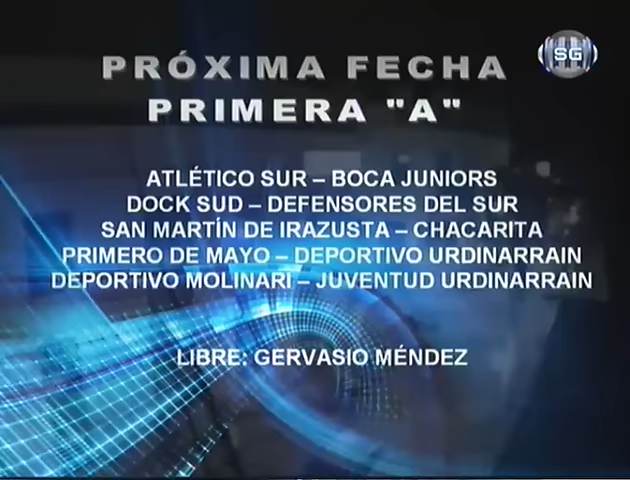 PRÓXIMA FECHA
SG
PRIMERA "A"
ATLÉTICO SUR – BOCA JUNIORS
DOCK SUD – DEFENSORES DEL SUR
SAN MARTÍN DE IRAZUSTA – CHACARITA
PRIMERO DE MAYO – DEPORTIVO URDINARRAIN
DEPORTIVO MOLINARI – JUVENTUD URDINARRAIN
LIBRE: GERVASIO MÉNDEZ